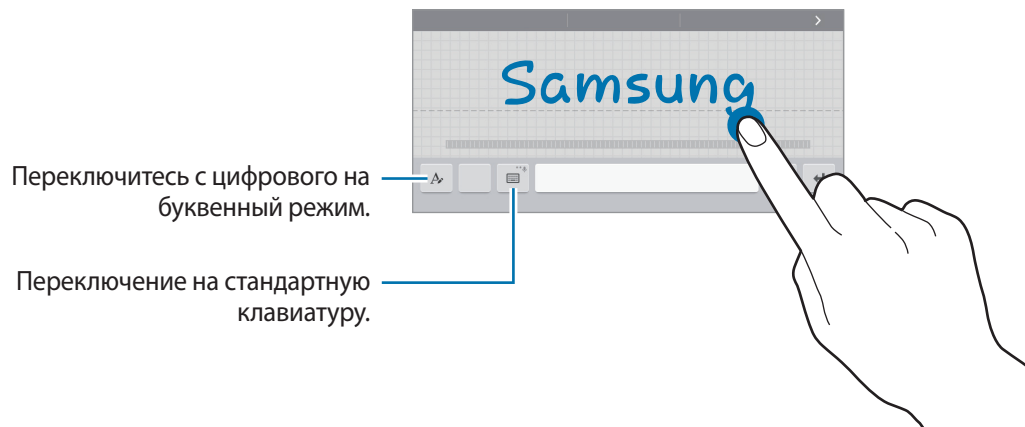 Samsung
Переключитесь с цифрового на
буквенный режим.
Переключение на стандартную
клавиатуру.